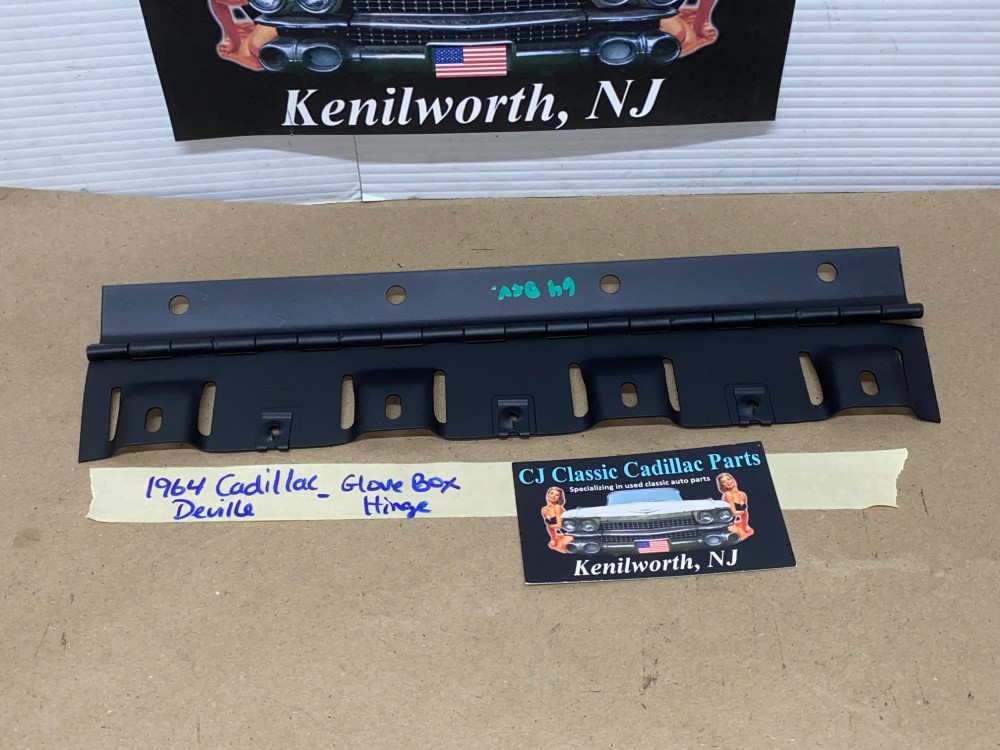 Kenilworth, NJ
64 Dev.
1964 Cadillac - Glove Box
Deville Hinge
CJ Classic Cadillac Parts
Specializing in used classic auto parts
Kenilworth, NJ